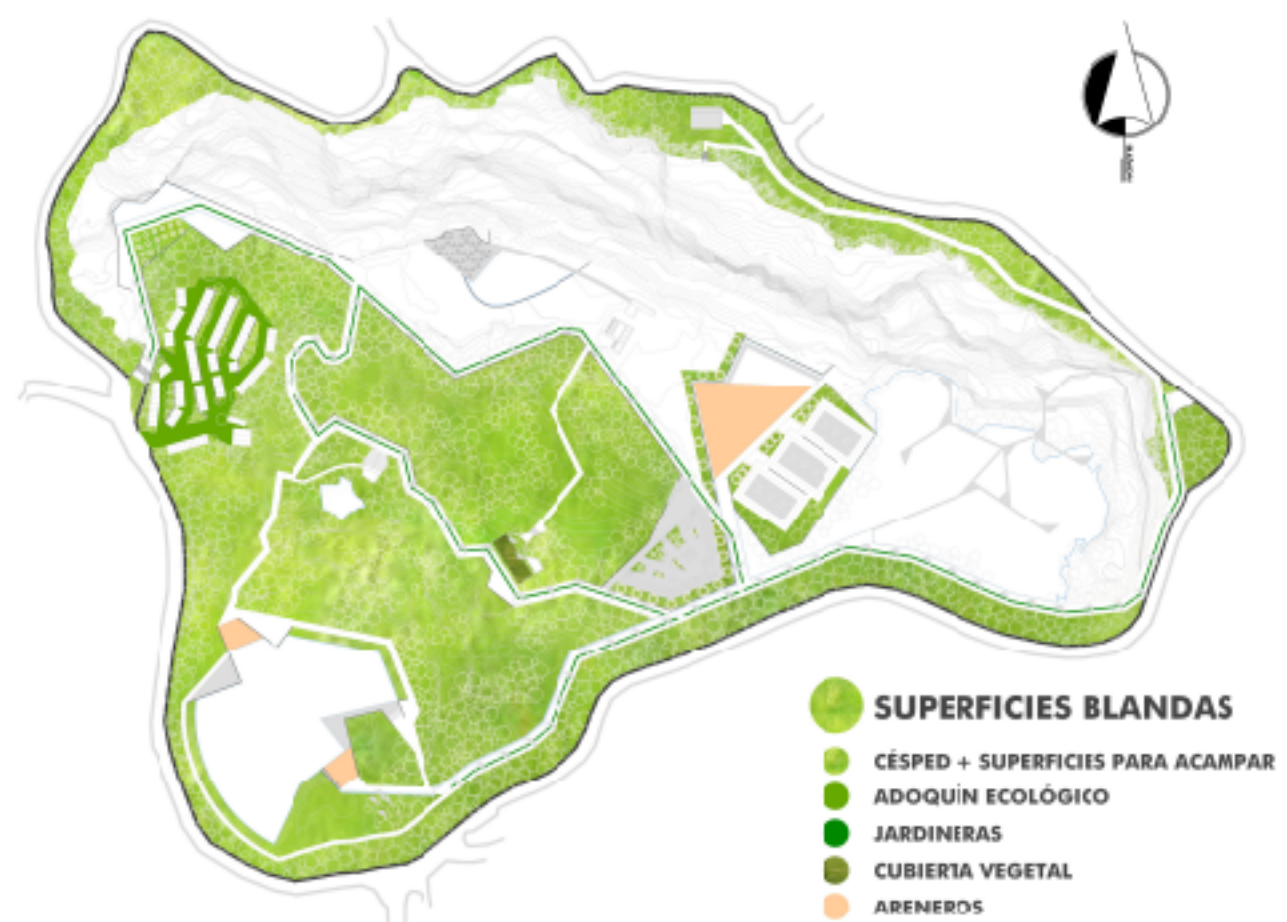 SUPERFICIES BLANDAS
CÉSPED + SUPERFICIES PARA ACAMPAR
ADOQUÍN ECOLÓGICO
JARDINERAS
CUBIERTA VEGETAL
ARENEROS